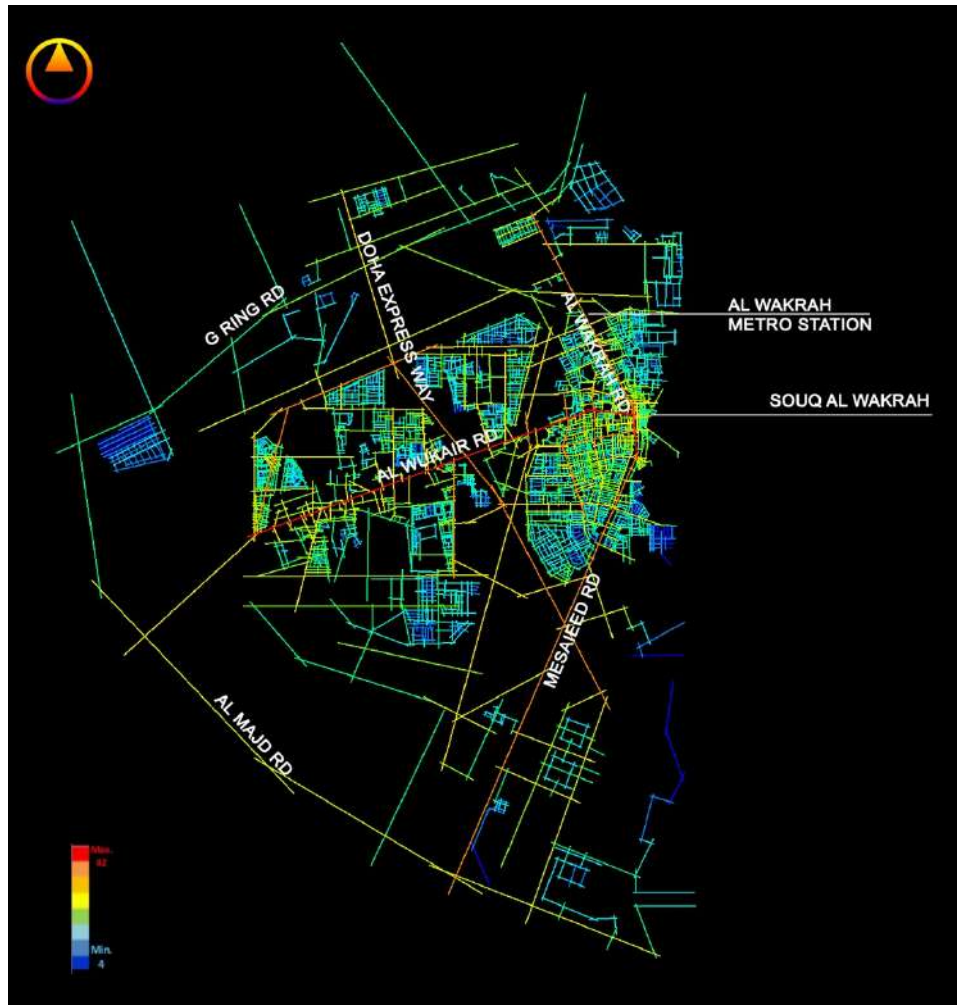 DOHA EXPRESS WAY
G RING RD
AL WAKRAH RD
AL WAKRAH
METRO STATION
SOUQ AL WAKRAH
AL WUKAIR RD
MESAIEED RD
AL MAJD RD
Max.
82
Min.
4